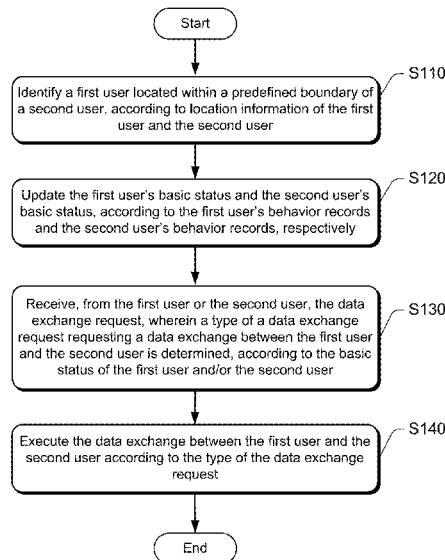 Start
S110
Identify a first user located within a predefined boundary of
a second user, according to location information of the first
user and the second user
S120
Update the first user's basic status and the second user's
basic status, according to the first user's behavior records
and the second user's behavior records, respectively
S130
Receive, from the first user or the second user, the data
exchange request, wherein a type of a data exchange
request requesting a data exchange between the first user
and the second user is determined, according to the basic
status of the first user and/or the second user
S140
Execute the data exchange between the first user and the
second user according to the type of the data exchange
request
End